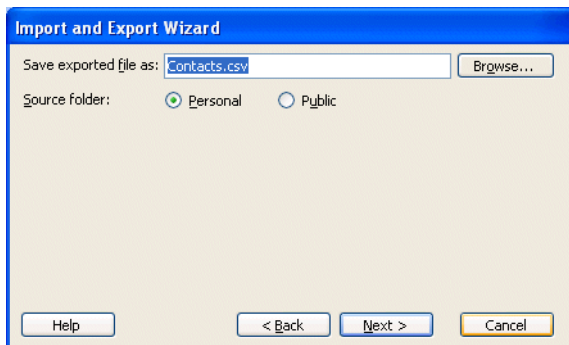 Import and Export Wizard
Save exported file as: Contacts.csv Browse...
Source folder: Personal Public
Help < Back Next > Cancel